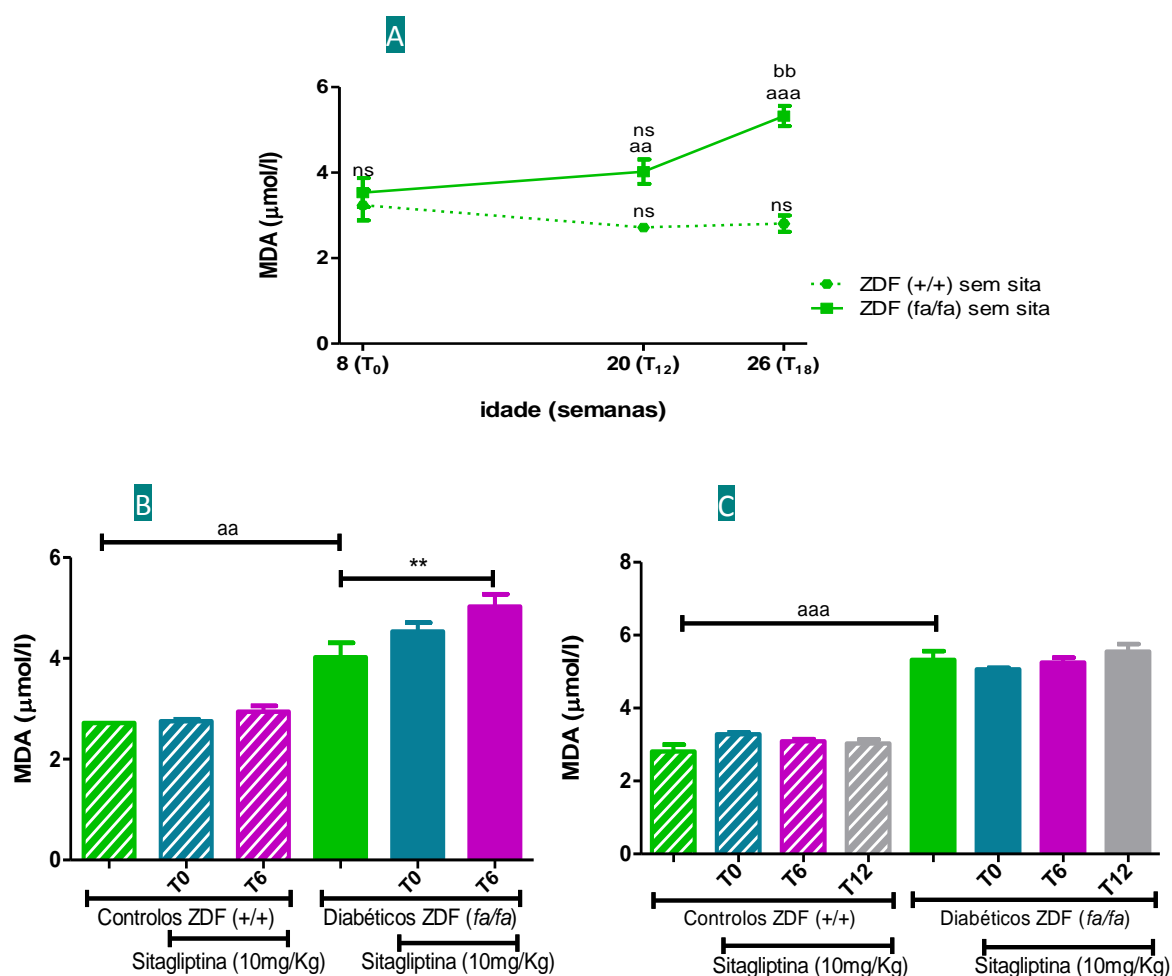 A
MDA (µmol/l)
6
4
2
0
bb
aaa
ns
aa
ns
ns
ns
ZDF (+/+) sem sita
ZDF (fa/fa) sem sita
8 (T0)
20 (T12)
26 (T18)
idade (semanas)
B
MDA (µmol/l)
6
4
2
0
aa
**
T0
T6
T0
T6
Controlos ZDF (+/+)
Diabéticos ZDF (fa/fa)
Sitagliptina (10mg/Kg)
Sitagliptina (10mg/Kg)
C
MDA (µmol/l)
8
6
4
2
0
aaa
T0
T6
T12
T0
T6
T12
Controlos ZDF (+/+)
Diabéticos ZDF (fa/fa)
Sitagliptina (10mg/Kg)
Sitagliptina (10mg/Kg)